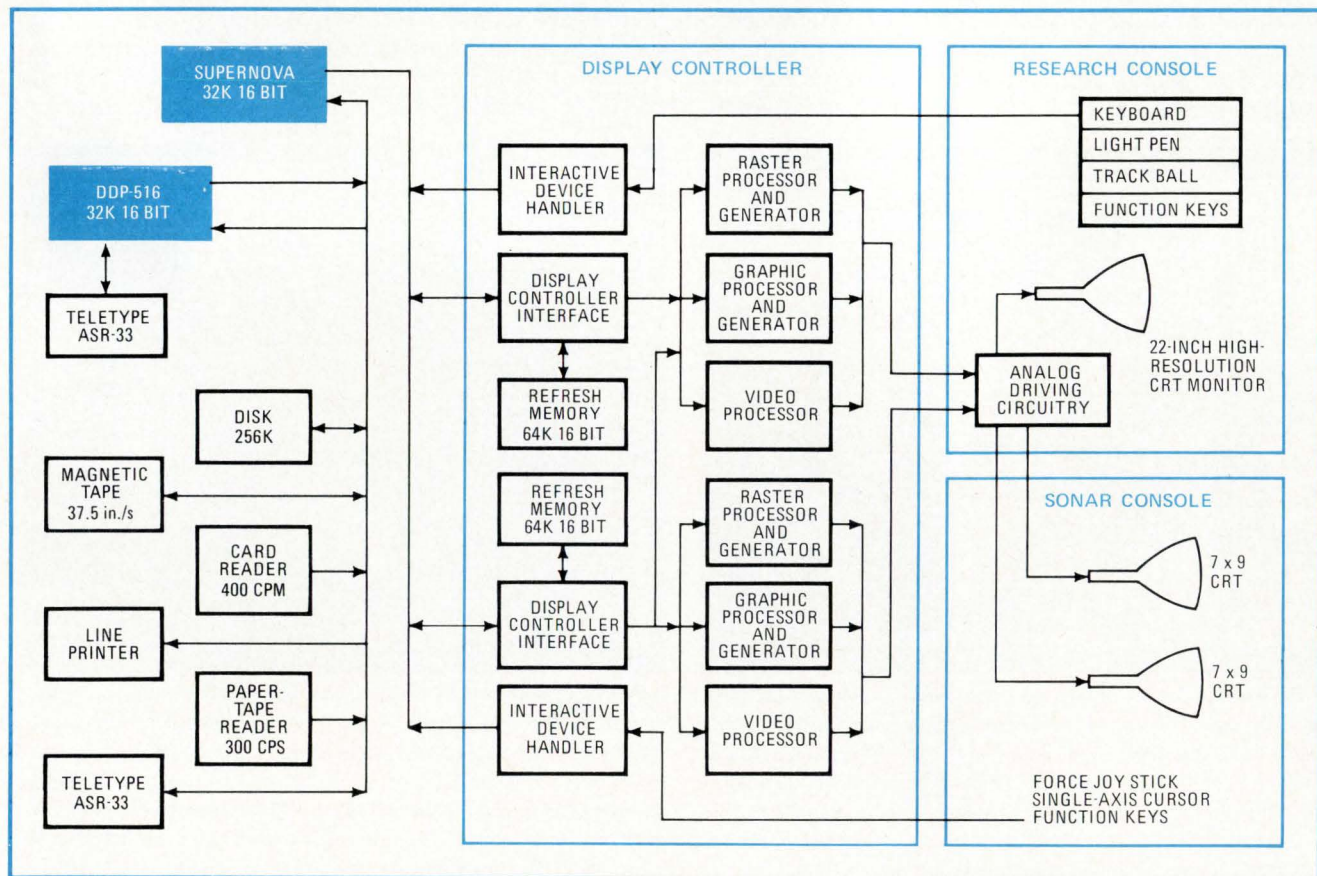 SUPERNOVA
32K 16 BIT
DDP-516
32K 16 BIT
TELETYPE
ASR-33
DISK
256K
MAGNETIC
TAPE
37.5 in./s
CARD
READER
400 CPM
LINE
PRINTER
PAPER-
TAPE
READER
300 CPS
TELETYPE
ASR-33
DISPLAY CONTROLLER
INTERACTIVE
DEVICE
HANDLER
DISPLAY
CONTROLLER
INTERFACE
REFRESH
MEMORY
64K 16 BIT
REFRESH
MEMORY
64K 16 BIT
DISPLAY
CONTROLLER
INTERFACE
INTERACTIVE
DEVICE
HANDLER
RASTER
PROCESSOR
AND
GENERATOR
GRAPHIC
PROCESSOR
AND
GENERATOR
VIDEO
PROCESSOR
RASTER
PROCESSOR
AND
GENERATOR
GRAPHIC
PROCESSOR
AND
GENERATOR
VIDEO
PROCESSOR
RESEARCH CONSOLE
KEYBOARD
LIGHT PEN
TRACK BALL
FUNCTION KEYS
22-INCH HIGH-
RESOLUTION
CRT MONITOR
ANALOG
DRIVING
CIRCUITRY
SONAR CONSOLE
7 x 9
CRT
7 x 9
CRT
FORCE JOY STICK
SINGLE-AXIS CURSOR
FUNCTION KEYS